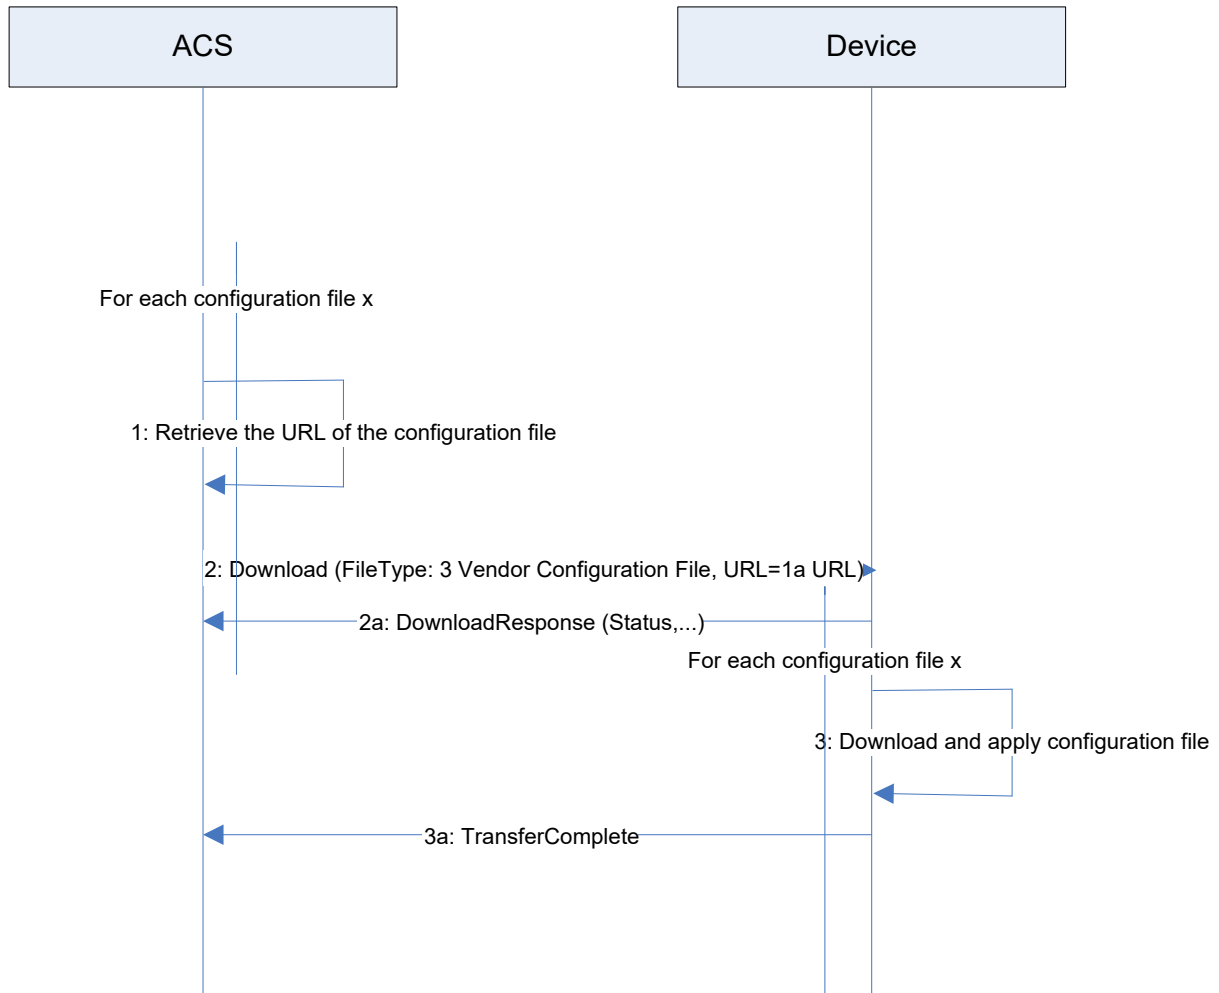 ACS
Device
For each configuration file x
1: Retrieve the URL of the configuration file
2: Download (FileType: 3 Vendor Configuration File, URL=1a URL)
2a: DownloadResponse (Status,...)
For each configuration file x
3: Download and apply configuration file
3a: TransferComplete